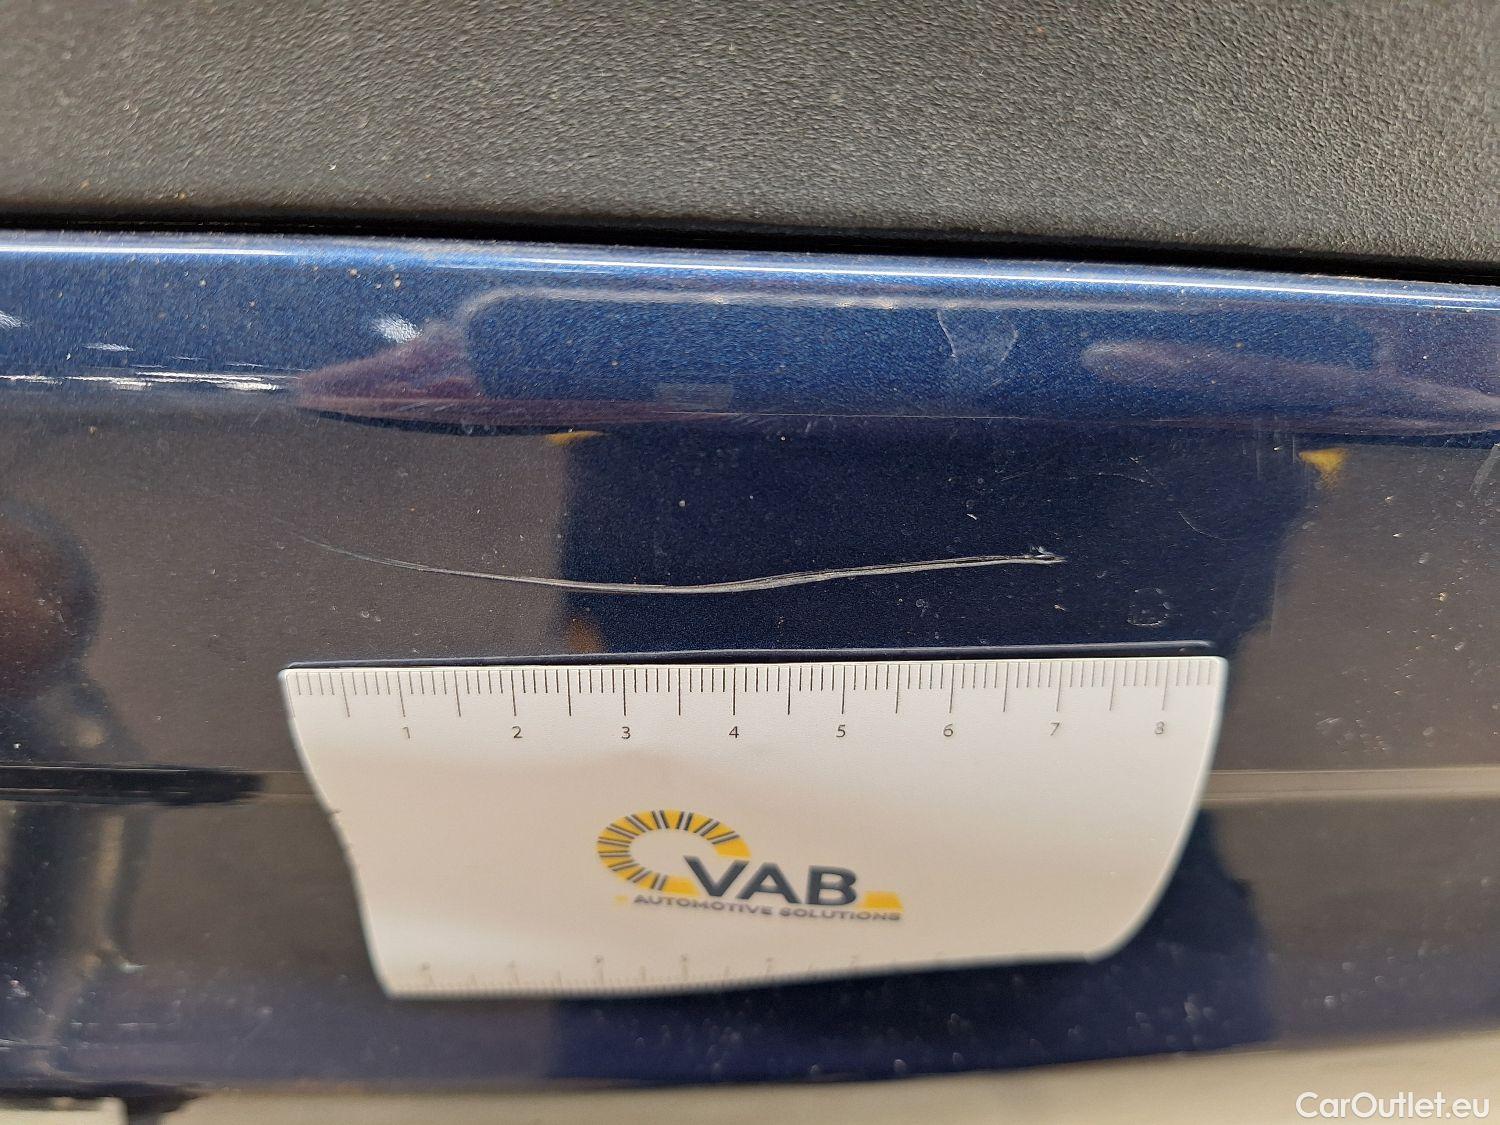 1 2 3 4 5 6 7 8
VAB
AUTOMOTIVE SOLUTIONS
CarOutlet.eu